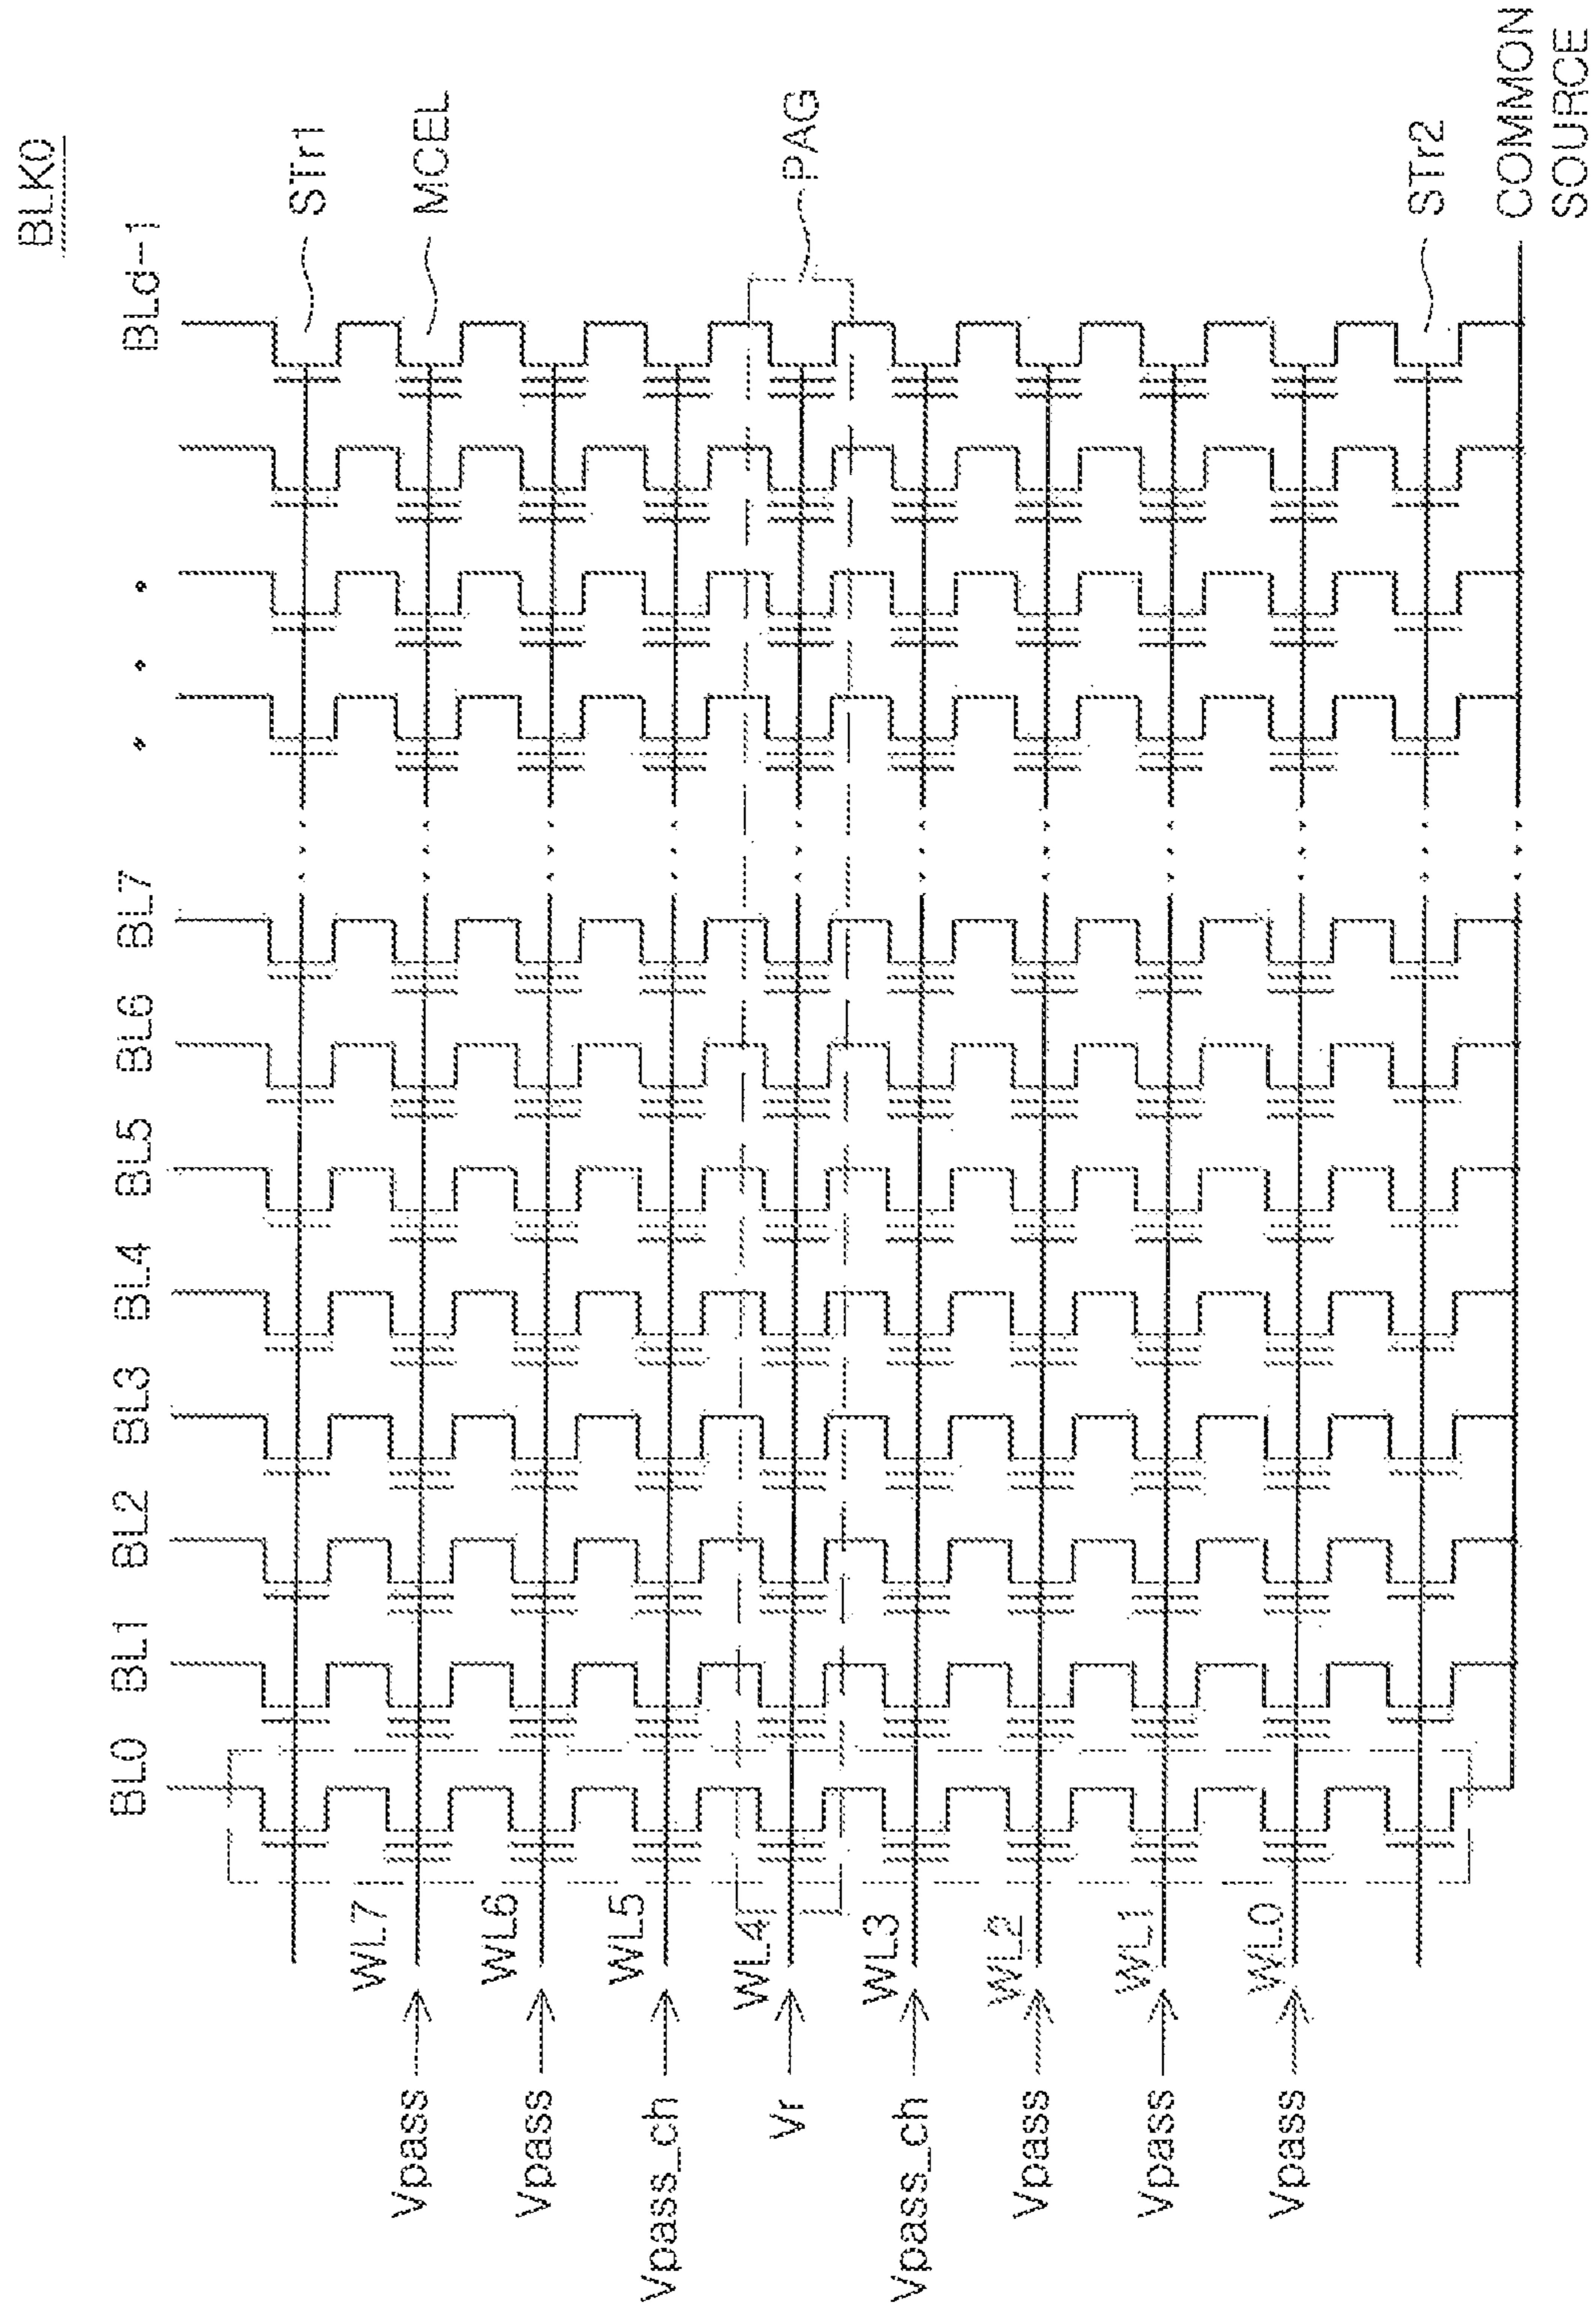 BLK0
BL0
BL1
BL2
BL3
BL4
BL5
BL6
BL7
BLd-1
STr1
MCEL
PAG
STr2
COMMON
SOURCE
WL7
WL6
WL5
WL4
WL3
WL2
WL1
WL0
Vpass
Vpass
Vpass_ch
Vr
Vpass_ch
Vpass
Vpass
Vpass